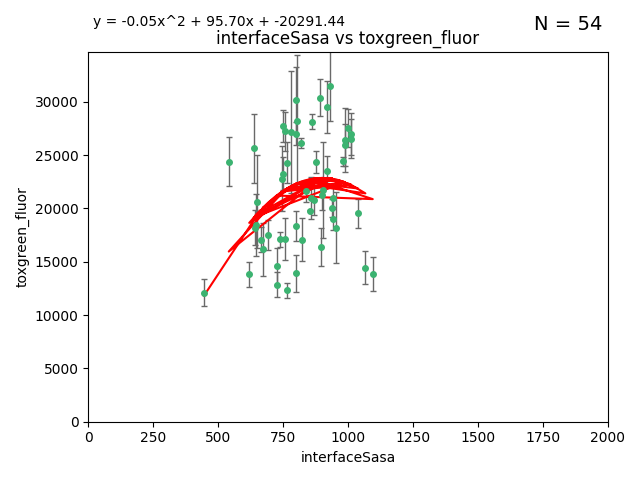 y = -0.05x^2 + 95.70x + -20291.44
N = 54
interfaceSasa vs toxgreen_fluor
30000
25000
20000
15000
10000
5000
0
toxgreen_fluor
0 250 500 750 1000 1250 1500 1750 2000
interfaceSasa